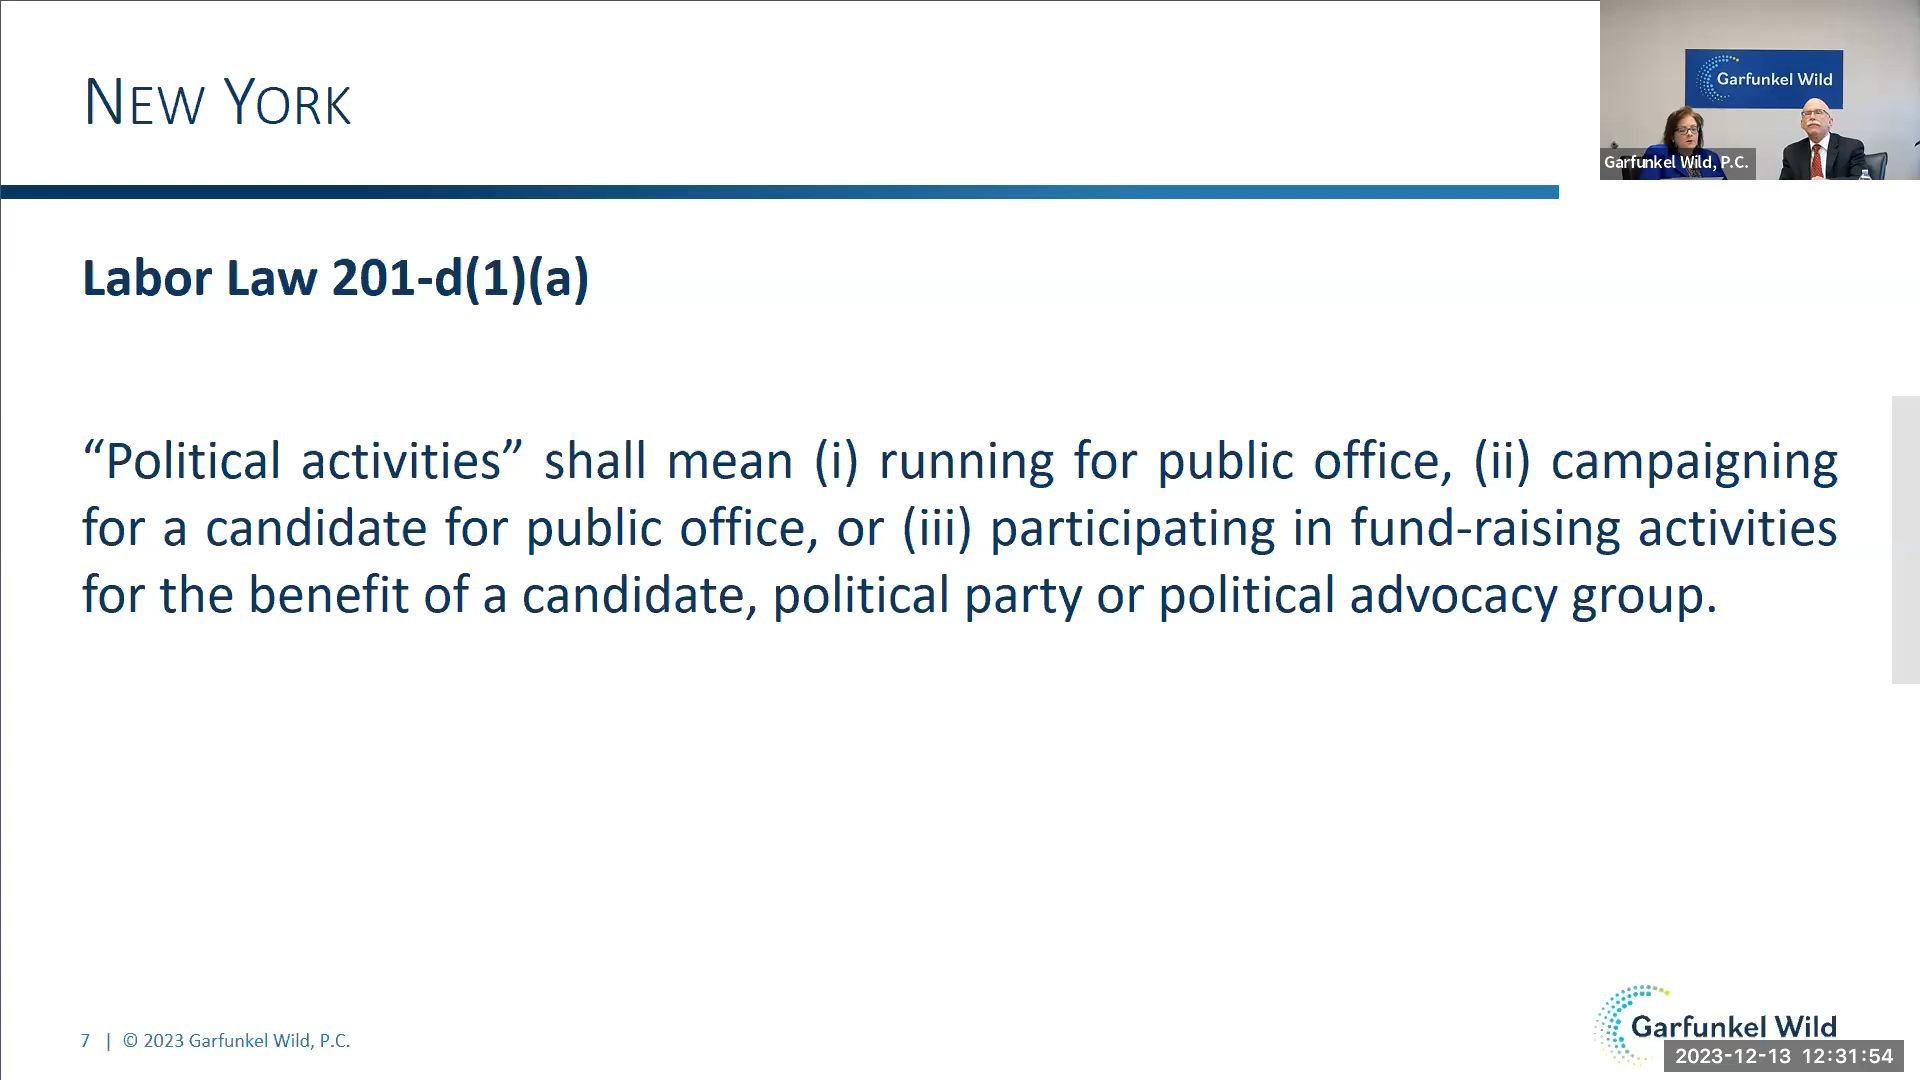 NEW YORK
Garfunkel Wild
Garfunkel Wild, P.C.
Labor Law 201-d(1)(a)
“Political activities” shall mean (i) running for public office, (ii) campaigning
for a candidate for public office, or (iii) participating in fund-raising activities
for the benefit of a candidate, political party or political advocacy group.
7 | © 2023 Garfunkel Wild, P.C.
Garfunkel Wild
2023-12-13 12:31:54